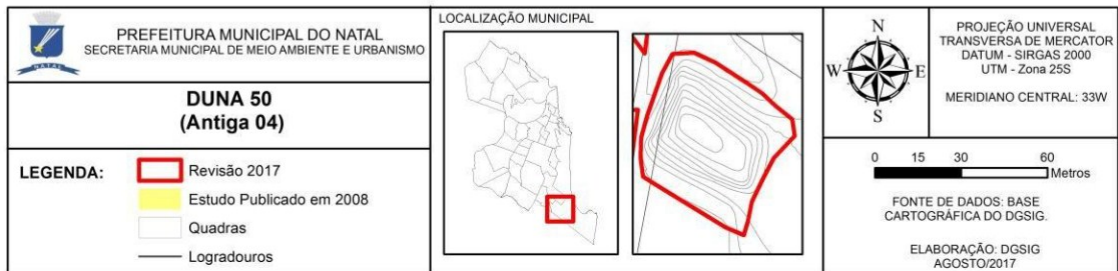 PREFEITURA MUNICIPAL DO NATAL
SECRETARIA MUNICIPAL DE MEIO AMBIENTE E URBANISMO
NATAL
DUNA 50
(Antiga 04)
LEGENDA:
Revisão 2017
Estudo Publicado em 2008
Quadras
Logradouros
LOCALIZAÇÃO MUNICIPAL
N
W E
S
PROJEÇÃO UNIVERSAL
TRANSVERSA DE MERCATOR
DATUM - SIRGAS 2000
UTM - Zona 25S
MERIDIANO CENTRAL: 33W
0 15 30 60
Metros
FONTE DE DADOS: BASE
CARTOGRÁFICA DO DGSIG.
ELABORAÇÃO: DGSIG
AGOSTO/2017